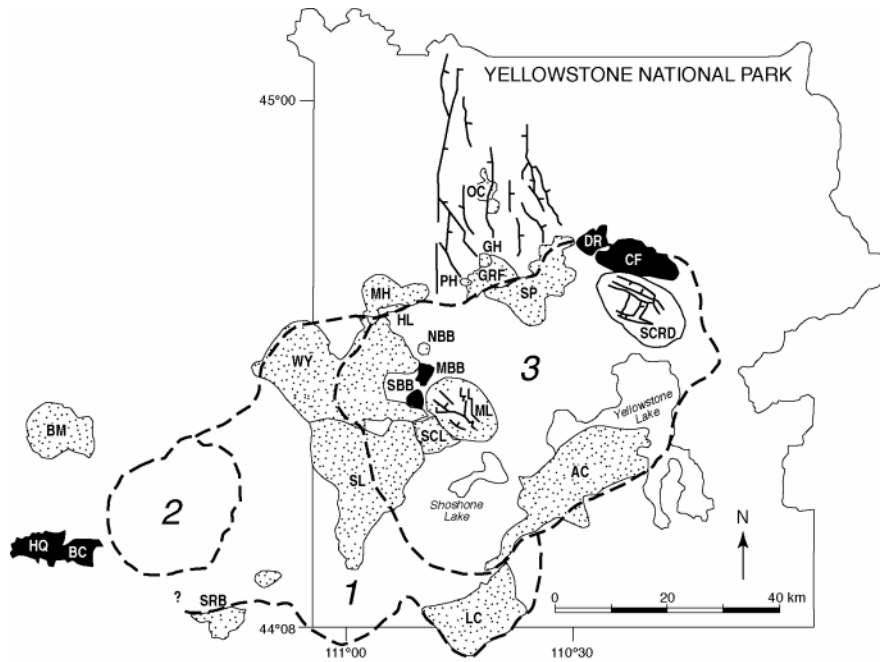 YELLOWSTONE NATIONAL PARK
45°00
OC
GH
DR
CF
PH
GRF
MH
SP
HL
SCRD
NBB
WY
MBB
3
SBB
ML
Yellowstone
Lake
BM
SCL
SL
AC
2
Shoshone
Lake
N
HQ
BC
1
?
SRB
0 20 40 km
LC
44°08
111°00
110°30